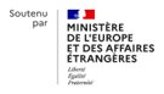 Soutenu
par
MINISTÈRE
DE L'EUROPE
ET DES AFFAIRES
ÉTRANGÈRES
Liberté
Égalité
Fraternité